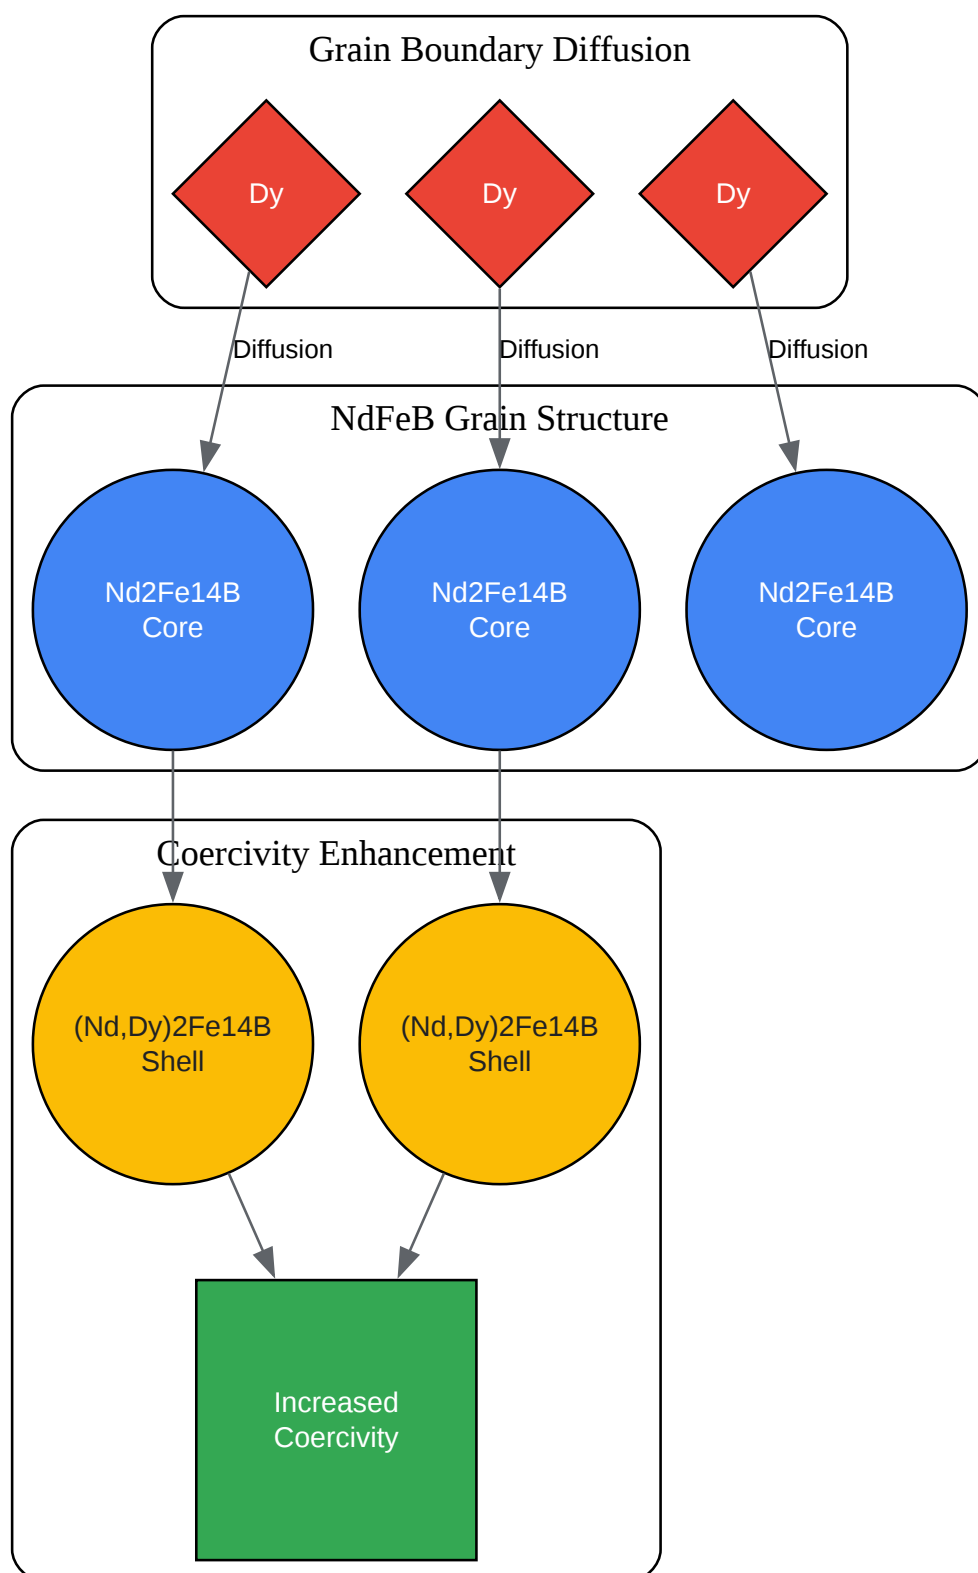 Grain Boundary Diffusion
Dy
Dy
Dy
Diffusion
Diffusion
Diffusion
NdFeB Grain Structure
Nd2Fe14B
Core
Nd2Fe14B
Core
Nd2Fe14B
Core
Coercivity Enhancement
(Nd,Dy)2Fe14B
Shell
(Nd,Dy)2Fe14B
Shell
Increased
Coercivity